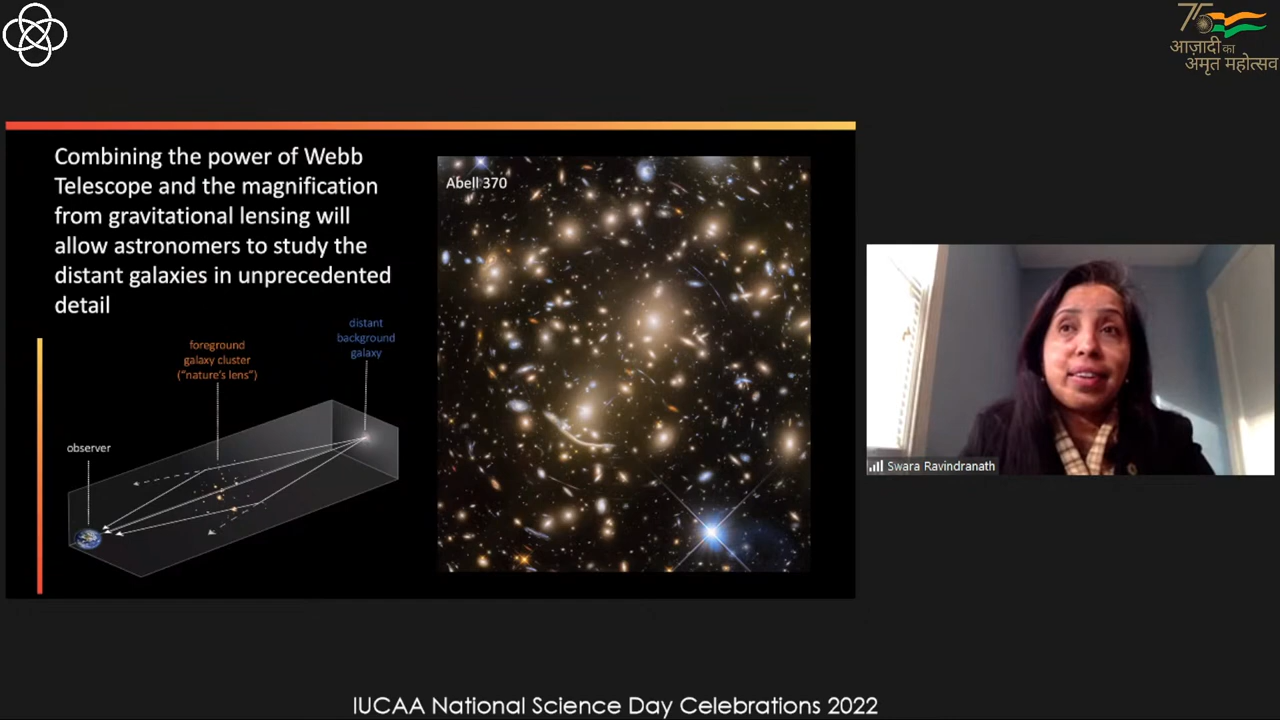 75
आज़ादी का
अमृत महोत्सव
Combining the power of Webb
Telescope and the magnification
from gravitational lensing will
allow astronomers to study the
distant galaxies in unprecedented
detail
distant
background
galaxy
foreground
galaxy cluster
("nature's lens")
observer
Abell 370
Swara Ravindranath
IUCAA National Science Day Celebrations 2022